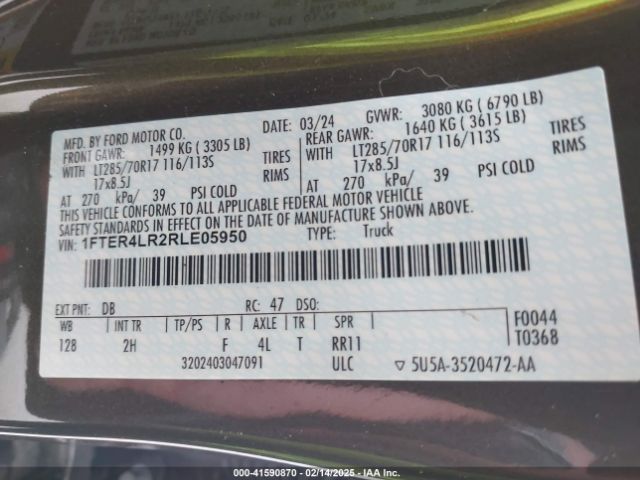 MFD. BY FORD MOTOR CO.
DATE: 03/24 GVWR: 3080 KG ( 6790 LB)
FRONT GAWR: 1499 KG ( 3305 LB) REAR GAWR: 1640 KG ( 3615 LB)
WITH LT285/70R17 116/113S TIRES WITH LT285/70R17 116/113S TIRES
17x8.5J RIMS 17x8.5J RIMS
AT 270 kPa/ 39 PSI COLD AT 270 kPa/ 39 PSI COLD
THIS VEHICLE CONFORMS TO ALL APPLICABLE FEDERAL MOTOR VEHICLE
SAFETY STANDARDS IN EFFECT ON THE DATE OF MANUFACTURE SHOWN ABOVE.
VIN: 1FTER4LR2RLE05950 TYPE: Truck
EXT PNT: DB RC: 47 DSO:
WB INT TR TP/PS R AXLE TR SPR F0044
128 2H F 4L T RR11 T0368
3202403047091 ULC ▽ 5U5A-3520472-AA
000-41590870 - 02/14/2025 - IAA Inc.